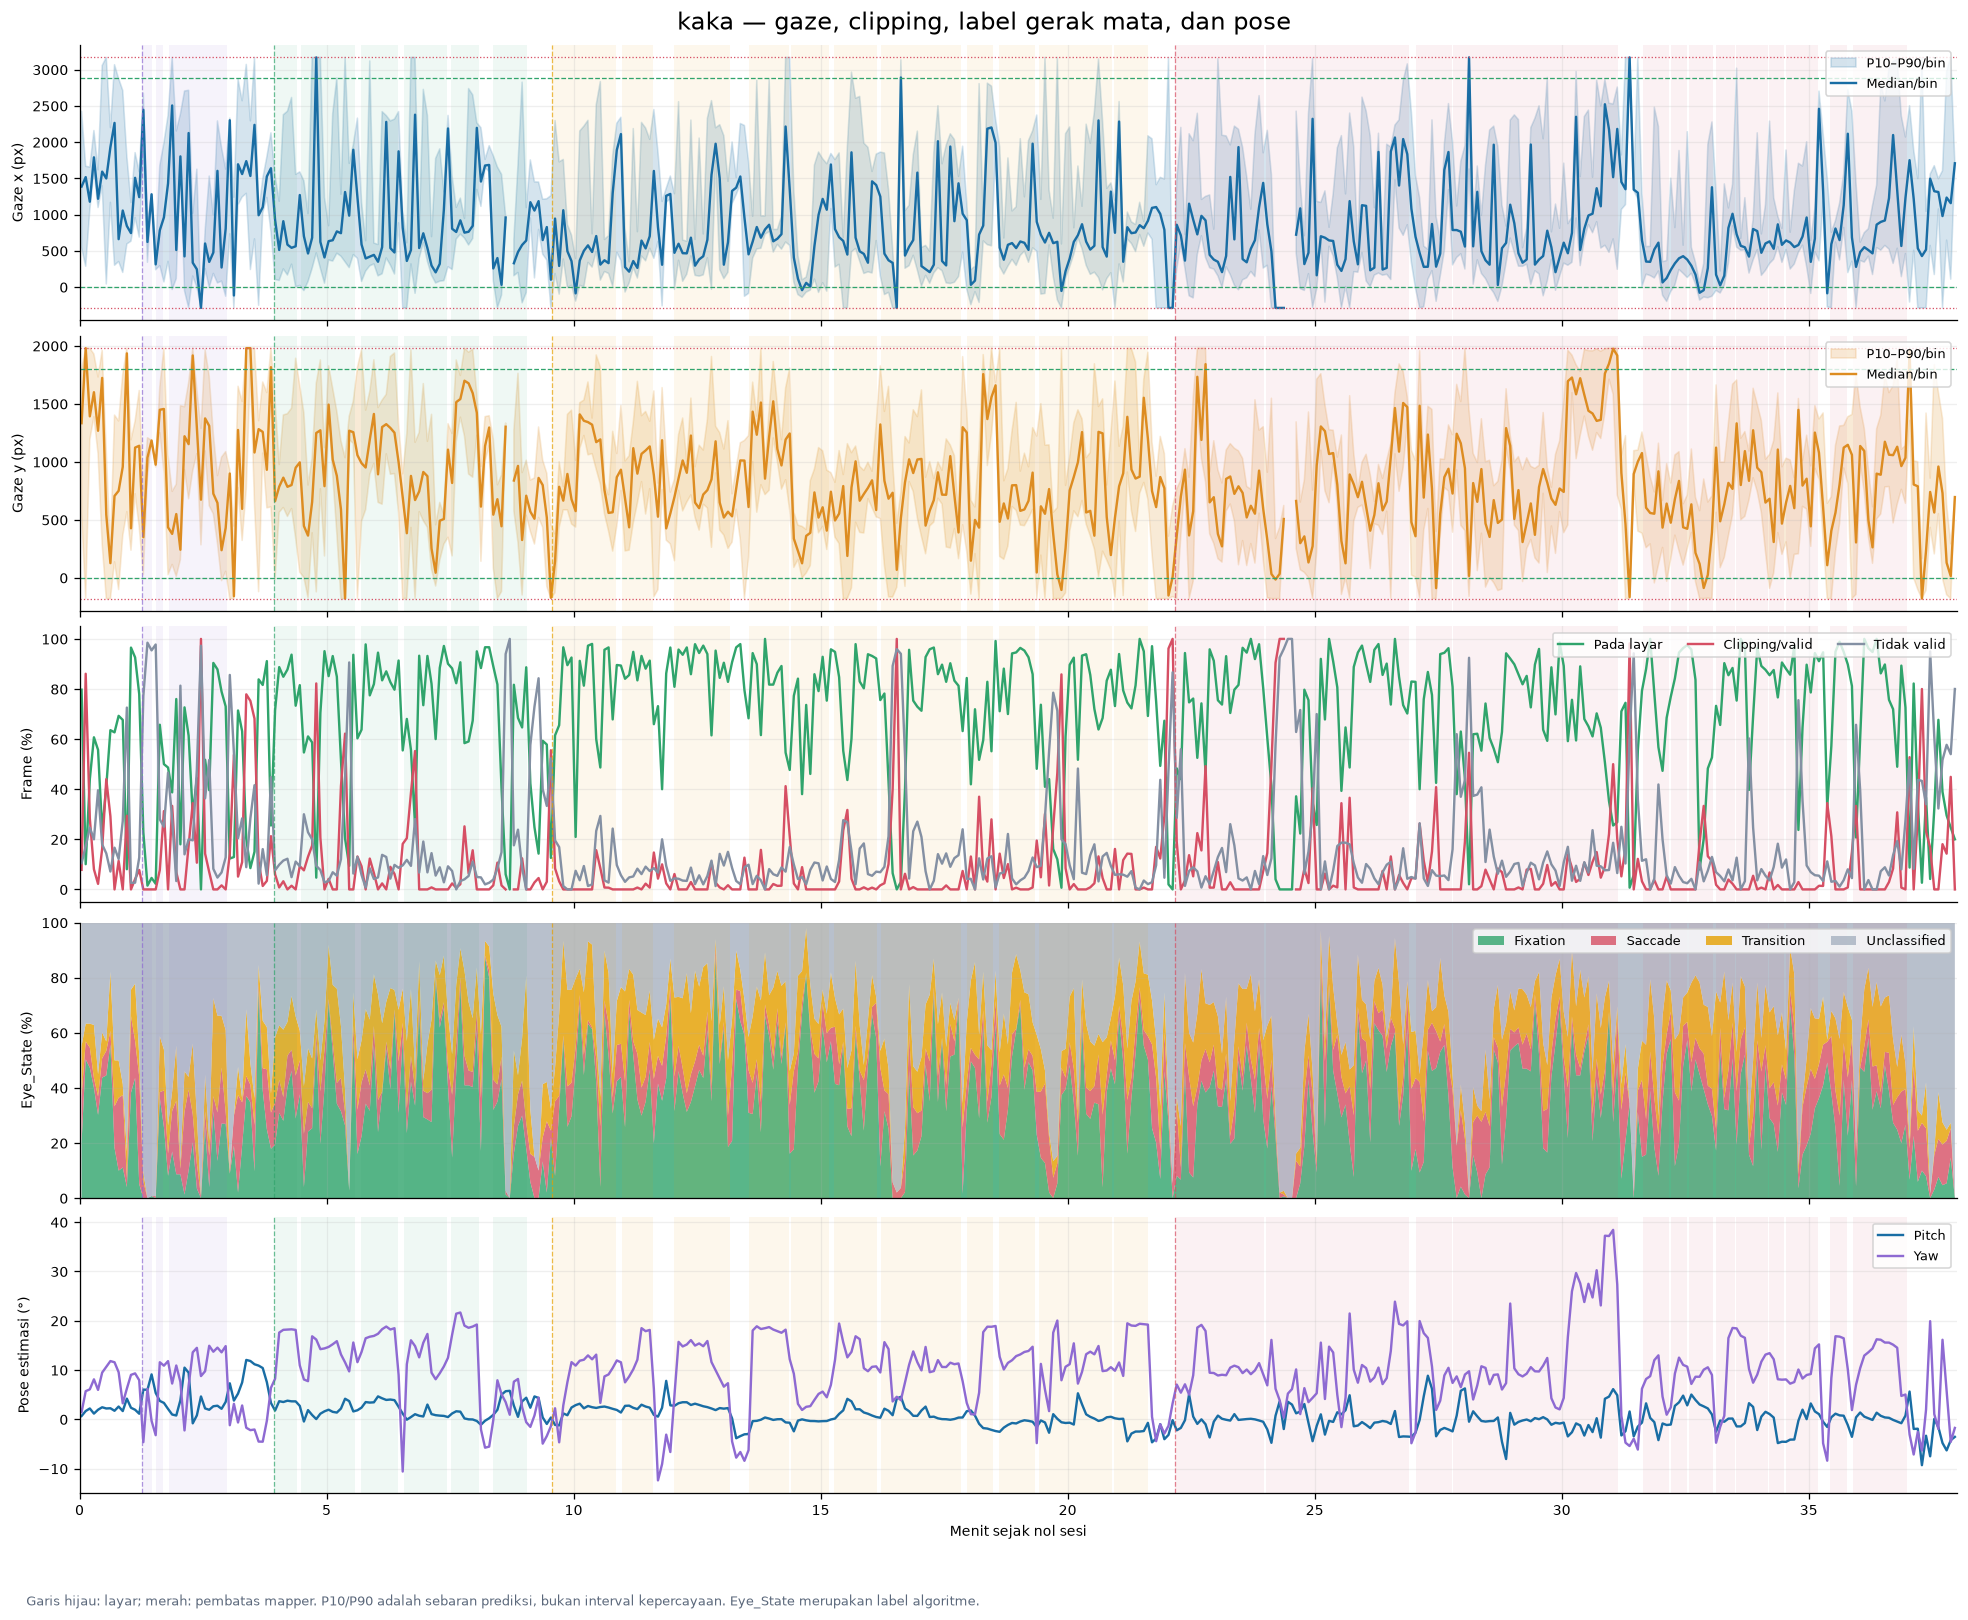 kaka — gaze, clipping, label gerak mata, dan pose
Gaze x (px)
3000
2500
2000
1500
1000
500
0
P10–P90/bin
Median/bin
Gaze y (px)
2000
1500
1000
500
0
P10–P90/bin
Median/bin
Frame (%)
100
80
60
40
20
0
Pada layar
Clipping/valid
Tidak valid
Eye_State (%)
100
80
60
40
20
0
Fixation
Saccade
Transition
Unclassified
Pose estimasi (°)
40
30
20
10
0
−10
Pitch
Yaw
0 5 10 15 20 25 30 35
Menit sejak nol sesi
Garis hijau: layar; merah: pembatas mapper. P10/P90 adalah sebaran prediksi, bukan interval kepercayaan. Eye_State merupakan label algoritme.